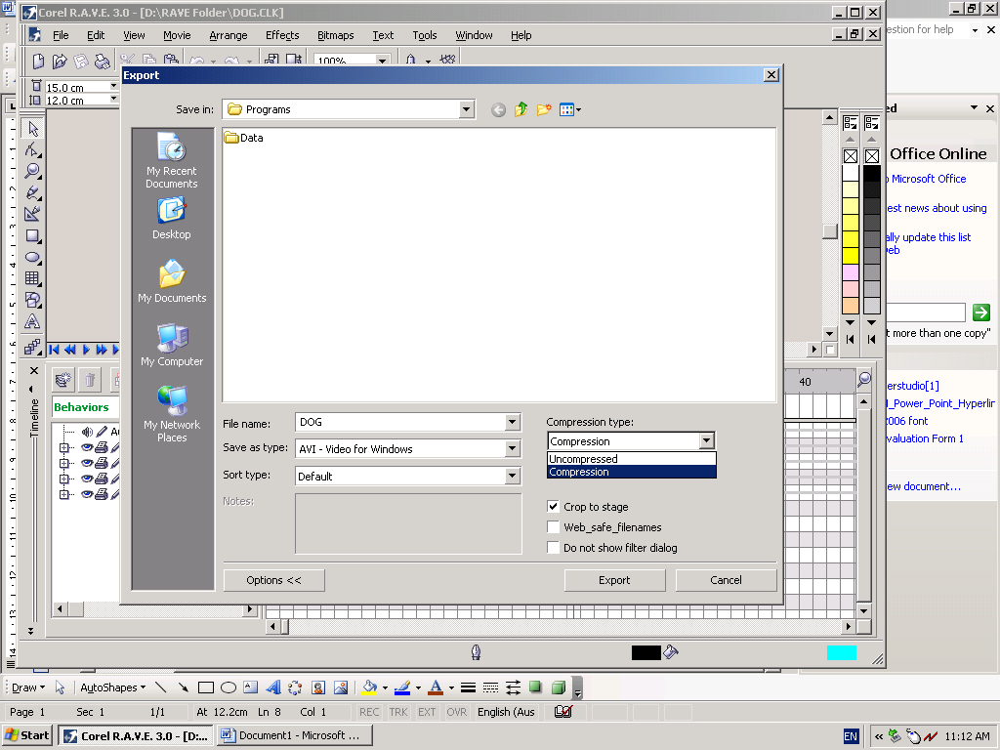 Corel R.A.V.E. 3.0 - [D:\RAVE Folder\DOG.CLK]
File Edit View Movie Arrange Effects Bitmaps Text Tools Window Help
estion for help
100%
15.0 cm
12.0 cm
Export
Save in: Programs
Data
My Recent Documents
Desktop
My Documents
My Computer
My Network Places
File name: DOG
Save as type: AVI - Video for Windows
Sort type: Default
Notes:
Compression type:
Compression
Uncompressed
Compression
Crop to stage
Web_safe_filenames
Do not show filter dialog
Options <<
Export
Cancel
ed
Office Online
o Microsoft Office
est news about using
ally update this list
eb
t more than one copy"
erstudio[1]
l_Power_Point_Hyperlin
2006 font
valuation Form 1
ew document...
Timeline
Behaviors
40
Draw
AutoShapes
Page 1 Sec 1 1/1 At 12.2cm Ln 8 Col 1 REC TRK EXT OVR English (Aus
Start
Corel R.A.V.E. 3.0 - [D:...
Document1 - Microsoft ...
EN
11:12 AM